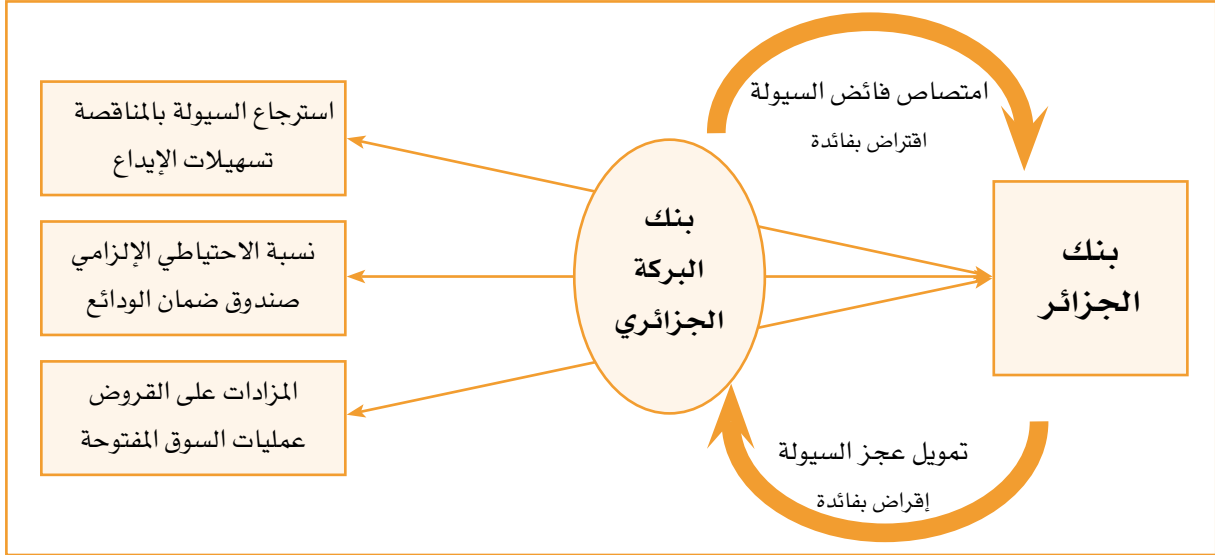 امتصاص فائض السيولة
اقتراض بفائدة
بنك
الجزائر
بنك
البركة
الجزائري
استرجاع السيولة بالمناقصة
تسهيلات الإيداع
نسبة الاحتياطي الإلزامي
صندوق ضمان الودائع
المزادات على القروض
عمليات السوق المفتوحة
تمويل عجز السيولة
إقراض بفائدة